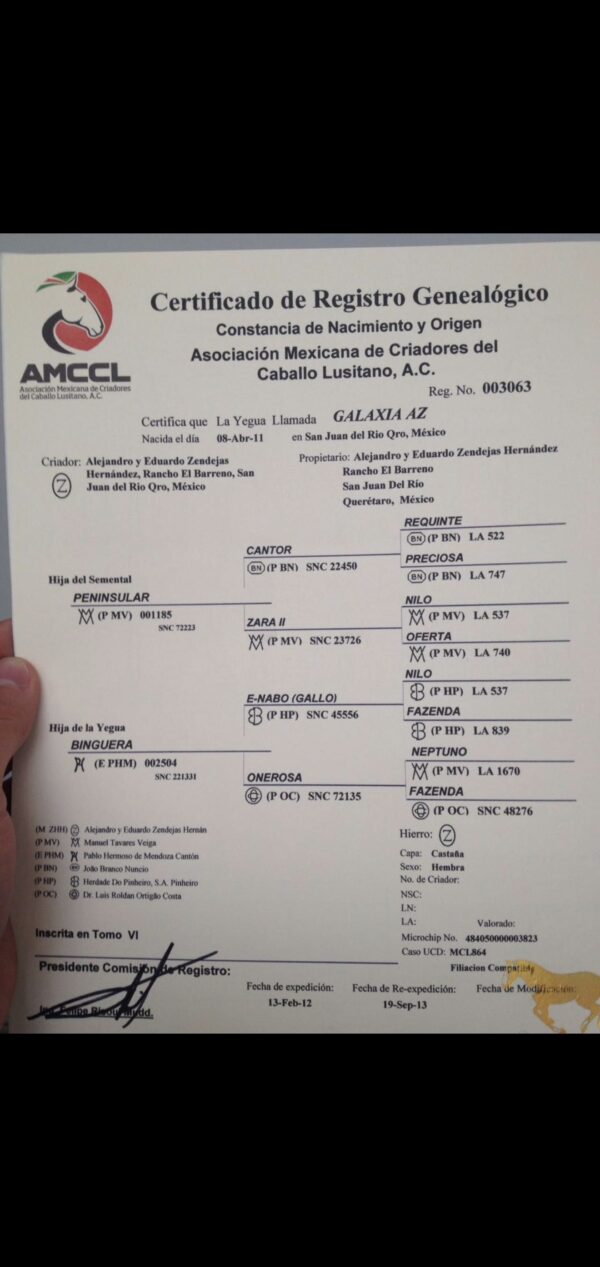 Certificado de Registro Genealógico
Constancia de Nacimiento y Origen
Asociación Mexicana de Criadores del
Caballo Lusitano, A.C.
AMCCL
Asociación Mexicana de Criadores
del Caballo Lusitano, A.C.
Reg. No. 003063
Certifica que La Yegua Llamada GALAXIA AZ
Nacida el día 08-Abr-11 en San Juan del Rio Qro, México
Criador: Alejandro y Eduardo Zendejas
Hernández, Rancho El Barreno, San
Juan del Rio Qro, México
Z
Propietario: Alejandro y Eduardo Zendejas Hernández
Rancho El Barreno
San Juan Del Río
Querétaro, México
REQUINTE
BN (P BN) LA 522
CANTOR
BN (P BN) SNC 22450
PRECIOSA
BN (P BN) LA 747
Hija del Semental
PENINSULAR
(P MV) 001185
SNC 72223
NILO
(P MV) LA 537
ZARA II
(P MV) SNC 23726
OFERTA
(P MV) LA 740
NILO
(P HP) LA 537
E-NABO (GALLO)
(P HP) SNC 45556
FAZENDA
(P HP) LA 839
Hija de la Yegua
BINGUERA
(E PHM) 002504
SNC 221331
NEPTUNO
(P MV) LA 1670
ONEROSA
(P OC) SNC 72135
FAZENDA
(P OC) SNC 48276
(M ZHH) Z Alejandro y Eduardo Zendejas Hernán
(P MV) Manuel Tavares Veiga
(E PHM) Pablo Hermoso de Mendoza Cantón
(P BN) BN João Branco Nuncio
(P HP) Herdade Do Pinheiro, S.A. Pinheiro
(P OC) Dr. Luis Roldan Ortigão Costa
Hierro: Z
Capa: Castaña
Sexo: Hembra
No. de Criador:
NSC:
LN:
LA: Valorado:
Microchip No. 484050000003823
Caso UCD: MCL864
Filiacion Compatible
Inscrita en Tomo VI
Presidente Comisión de Registro:
Fecha de expedición: Fecha de Re-expedición: Fecha de Modificación:
13-Feb-12 19-Sep-13